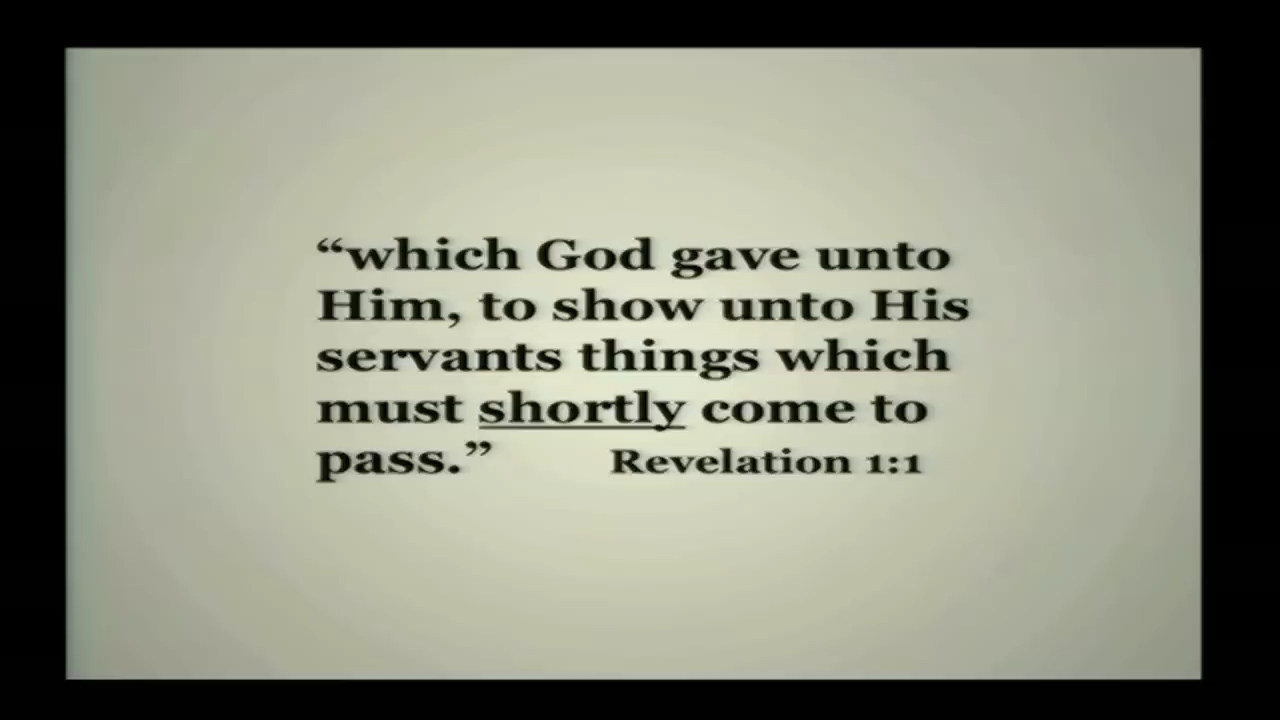 “which God gave unto
Him, to show unto His
servants things which
must shortly come to
pass.” Revelation 1:1